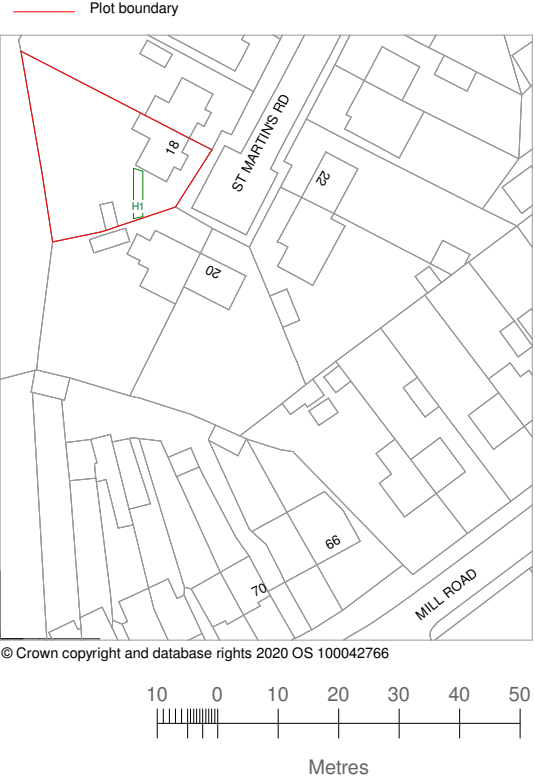 Plot boundary
18
ST MARTIN'S RD
22
H1
20
66
70
MILL ROAD
© Crown copyright and database rights 2020 OS 100042766
10 0 10 20 30 40 50
Metres